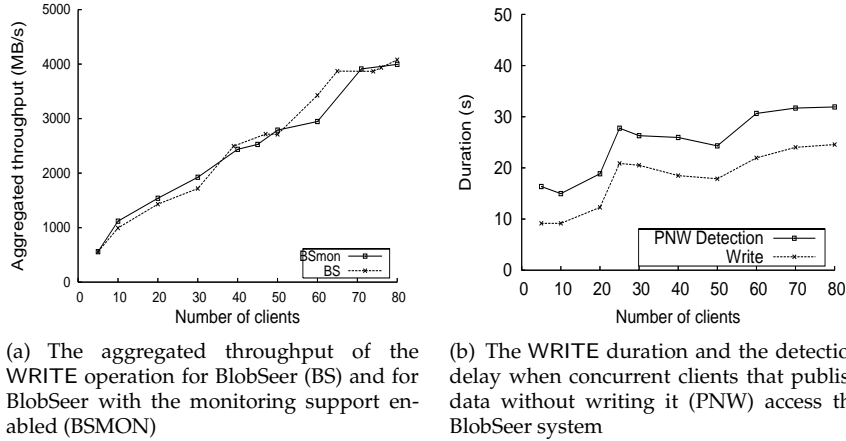 5000
4000
3000
2000
1000
0
Aggregated throughput (MB/s)
BSmon
BS
0 10 20 30 40 50 60 70 80
Number of clients
50
40
30
20
10
0
Duration (s)
PNW Detection
Write
0 10 20 30 40 50 60 70 80
Number of clients
(a) The aggregated throughput of the
WRITE operation for BlobSeer (BS) and for
BlobSeer with the monitoring support en-
abled (BSMON)
(b) The WRITE duration and the detectio
delay when concurrent clients that publis
data without writing it (PNW) access th
BlobSeer system